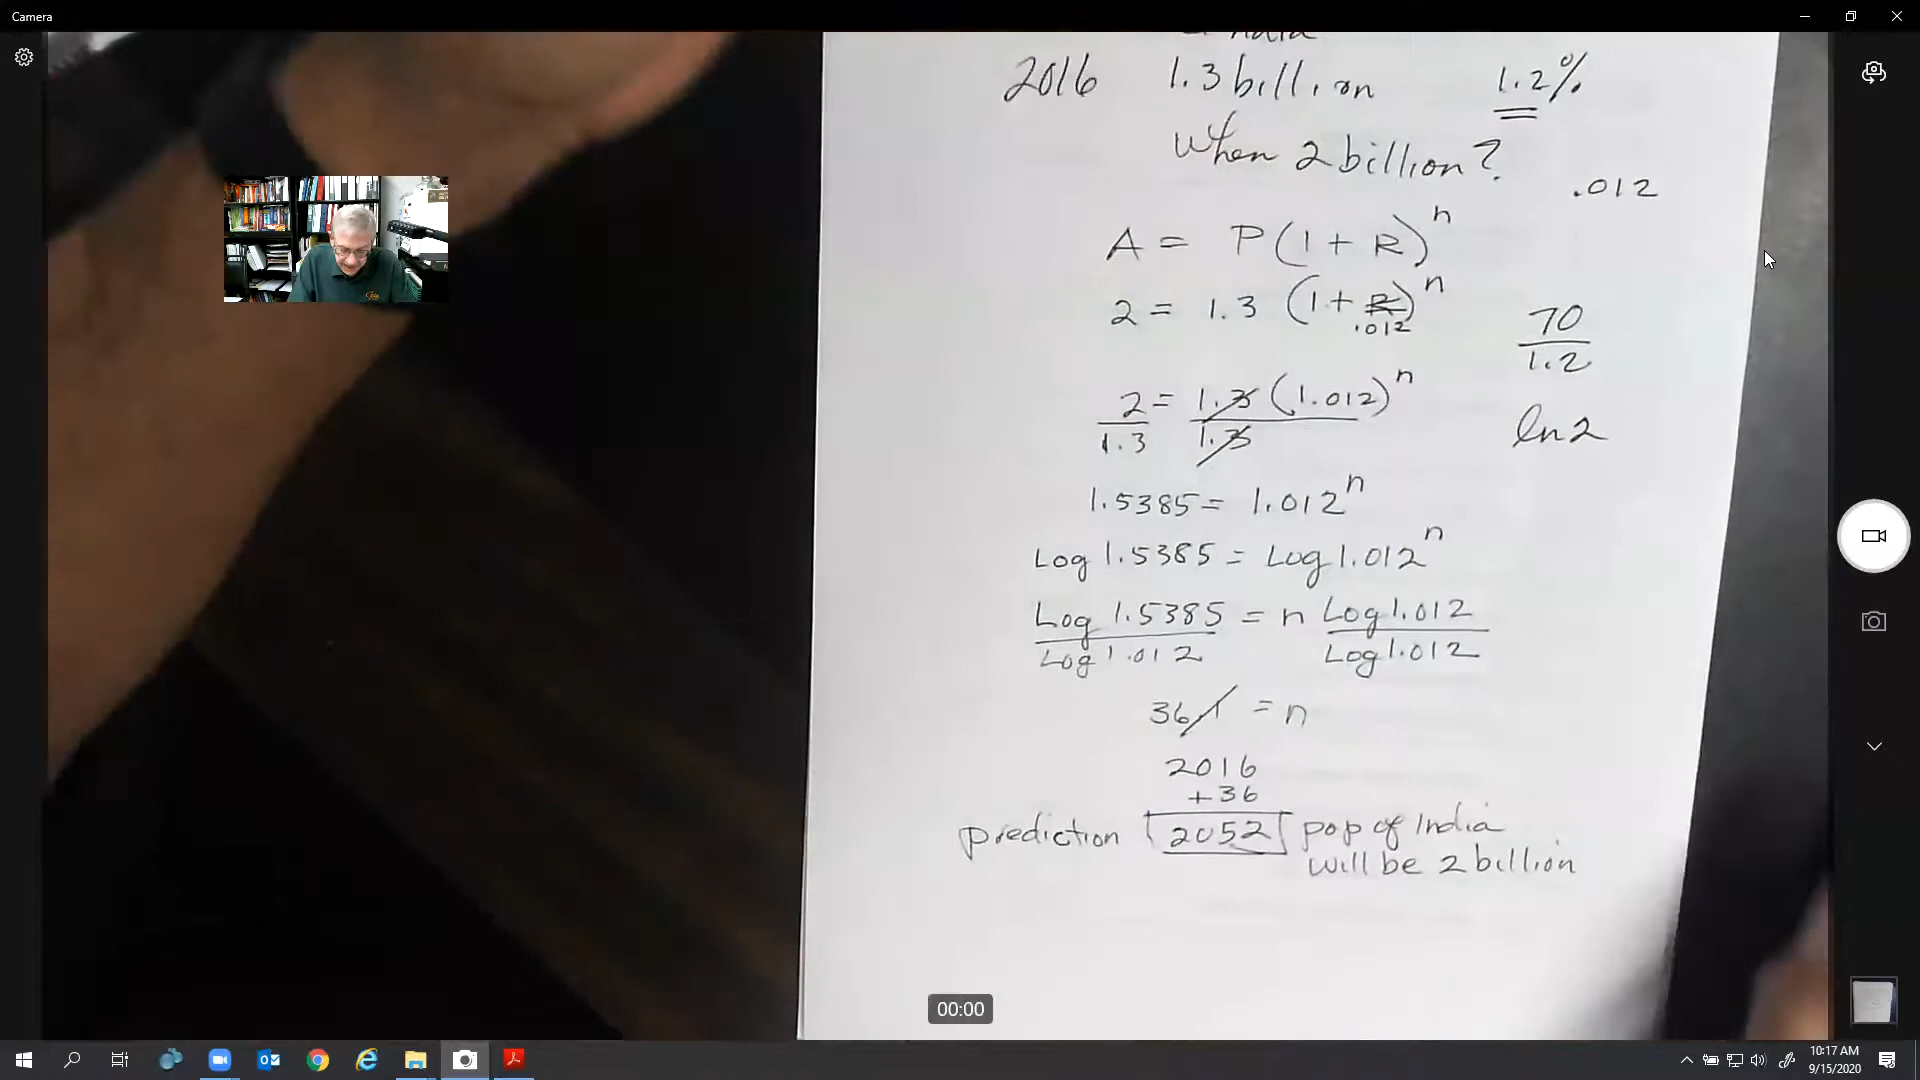 Camera
India
2016 1.3 billion 1.2%
When 2 billion?
.012
A = P(1 + R)^n
2 = 1.3 (1 + R)^n
.012
70
1.2
2 = 1.3 (1.012)^n
1.3 1.3
ln 2
1.5385 = 1.012^n
Log 1.5385 = Log 1.012^n
Log 1.5385 = n Log 1.012
Log 1.012 Log 1.012
36 = n
2016
+36
prediction 2052 pop of India
will be 2 billion
00:00
10:17 AM
9/15/2020